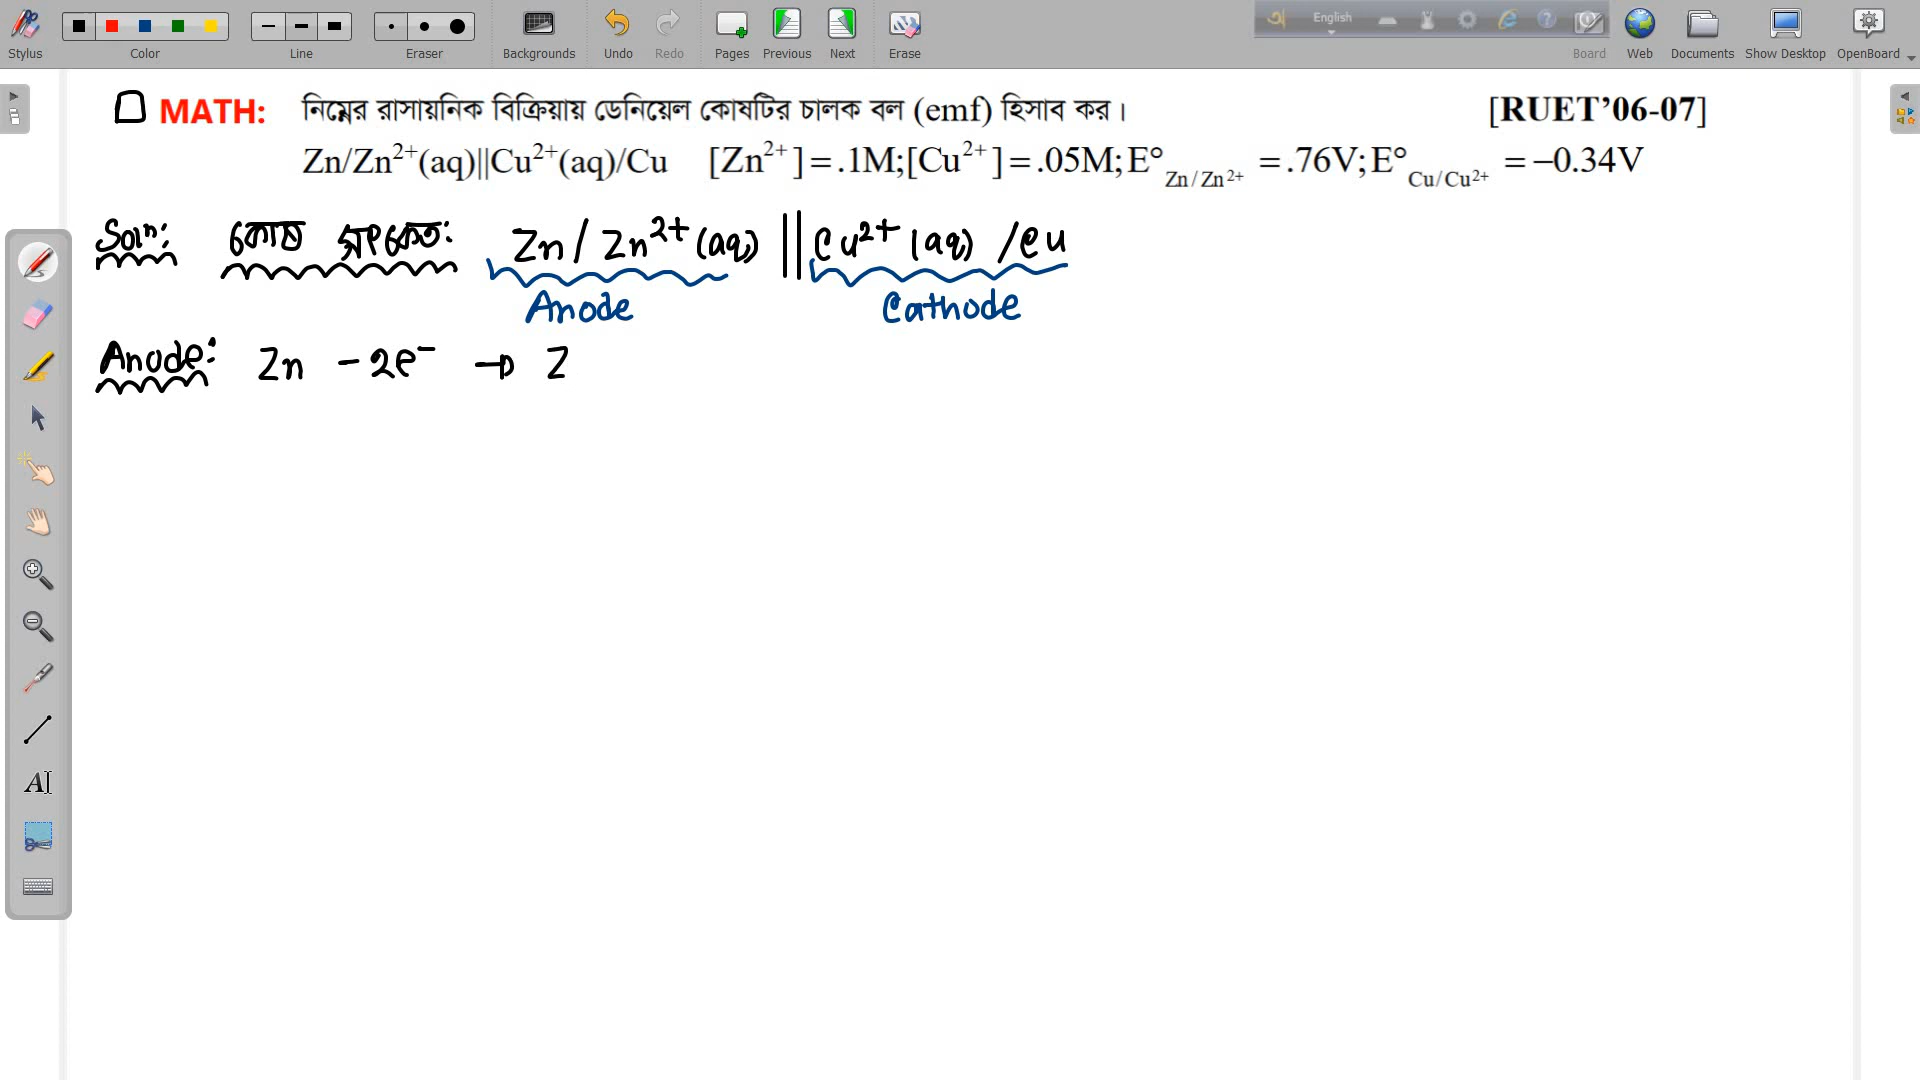 Stylus Color Line Eraser Backgrounds Undo Redo Pages Previous Next Erase English Board Web Documents Show Desktop OpenBoard
MATH: নিম্নের রাসায়নিক বিক্রিয়ায় ডেনিয়েল কোষটির চালক বল (emf) হিসাব কর। [RUET’06-07]
Zn/Zn²⁺(aq)||Cu²⁺(aq)/Cu [Zn²⁺]=.1M;[Cu²⁺]=.05M;E°Zn/Zn²⁺ =.76V;E°Cu/Cu²⁺ =−0.34V
Solⁿ: কোষ সংকেত: Zn/Zn²⁺(aq) || Cu²⁺(aq)/Cu
Anode Cathode
Anode: Zn −2e⁻ → Z